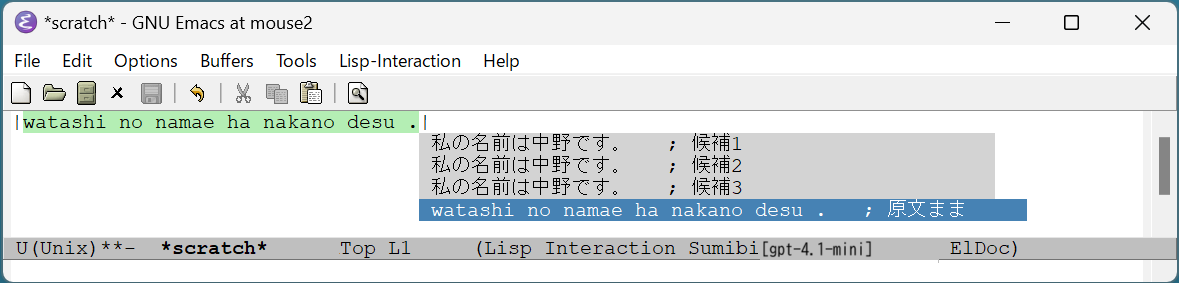 *scratch* - GNU Emacs at mouse2
File Edit Options Buffers Tools Lisp-Interaction Help
|watashi no namae ha nakano desu .|
私の名前は中野です。 ; 候補1
私の名前は中野です。 ; 候補2
私の名前は中野です。 ; 候補3
watashi no namae ha nakano desu . ; 原文まま
U(Unix)**- *scratch* Top L1 (Lisp Interaction Sumibi[gpt-4.1-mini] ElDoc)